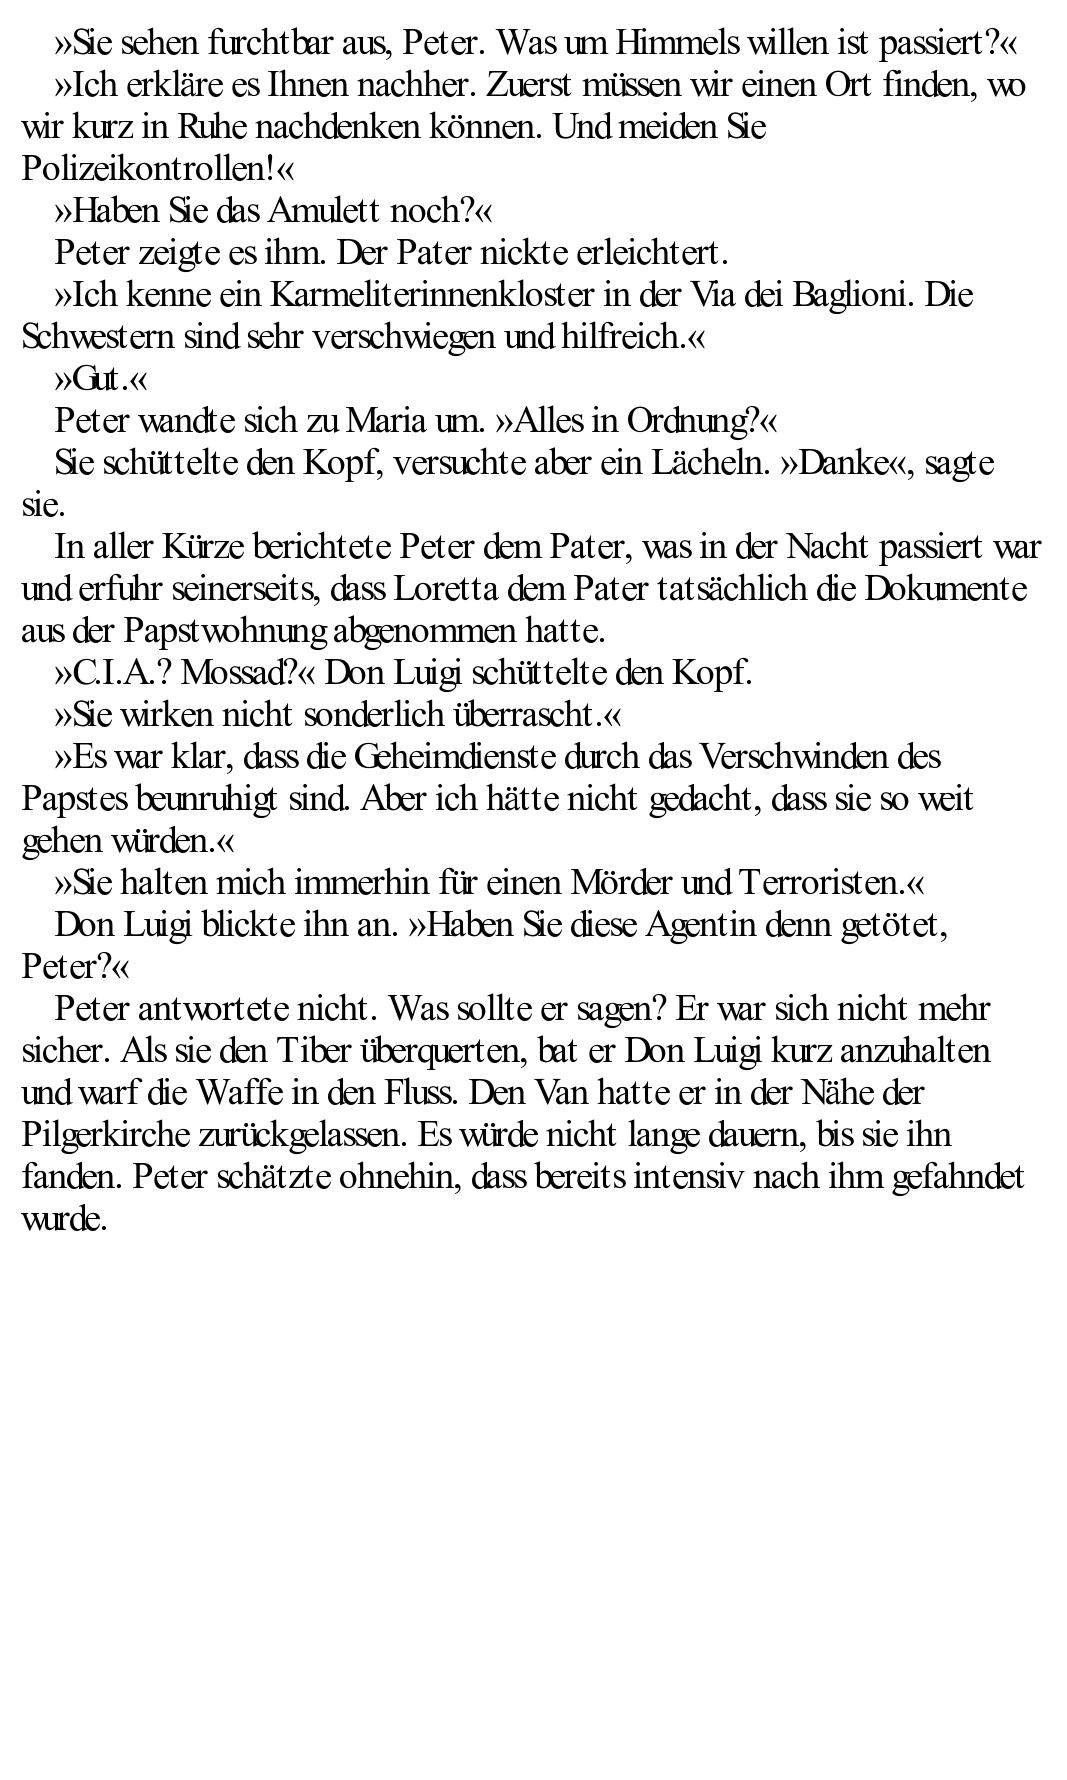 »Sie sehen furchtbar aus, Peter. Was um Himmels willen ist passiert?«
»Ich erkläre es Ihnen nachher. Zuerst müssen wir einen Ort finden, wo
wir kurz in Ruhe nachdenken können. Und meiden Sie
Polizeikontrollen!«
»Haben Sie das Amulett noch?«
Peter zeigte es ihm. Der Pater nickte erleichtert.
»Ich kenne ein Karmeliterinnenkloster in der Via dei Baglioni. Die
Schwestern sind sehr verschwiegen und hilfreich.«
»Gut.«
Peter wandte sich zu Maria um. »Alles in Ordnung?«
Sie schüttelte den Kopf, versuchte aber ein Lächeln. »Danke«, sagte
sie.
In aller Kürze berichtete Peter dem Pater, was in der Nacht passiert war
und erfuhr seinerseits, dass Loretta dem Pater tatsächlich die Dokumente
aus der Papstwohnung abgenommen hatte.
»C.I.A.? Mossad?« Don Luigi schüttelte den Kopf.
»Sie wirken nicht sonderlich überrascht.«
»Es war klar, dass die Geheimdienste durch das Verschwinden des
Papstes beunruhigt sind. Aber ich hätte nicht gedacht, dass sie so weit
gehen würden.«
»Sie halten mich immerhin für einen Mörder und Terroristen.«
Don Luigi blickte ihn an. »Haben Sie diese Agentin denn getötet,
Peter?«
Peter antwortete nicht. Was sollte er sagen? Er war sich nicht mehr
sicher. Als sie den Tiber überquerten, bat er Don Luigi kurz anzuhalten
und warf die Waffe in den Fluss. Den Van hatte er in der Nähe der
Pilgerkirche zurückgelassen. Es würde nicht lange dauern, bis sie ihn
fanden. Peter schätzte ohnehin, dass bereits intensiv nach ihm gefahndet
wurde.